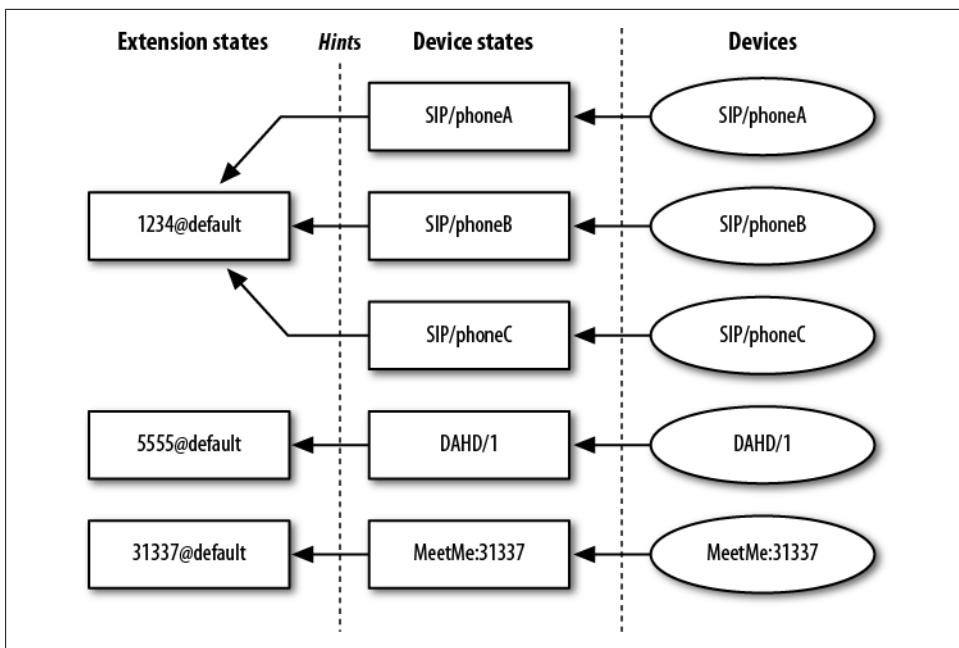 Extension states Hints Device states Devices
SIP/phoneA SIP/phoneA
1234@default SIP/phoneB SIP/phoneB
SIP/phoneC SIP/phoneC
5555@default DAHD/1 DAHD/1
31337@default MeetMe:31337 MeetMe:31337